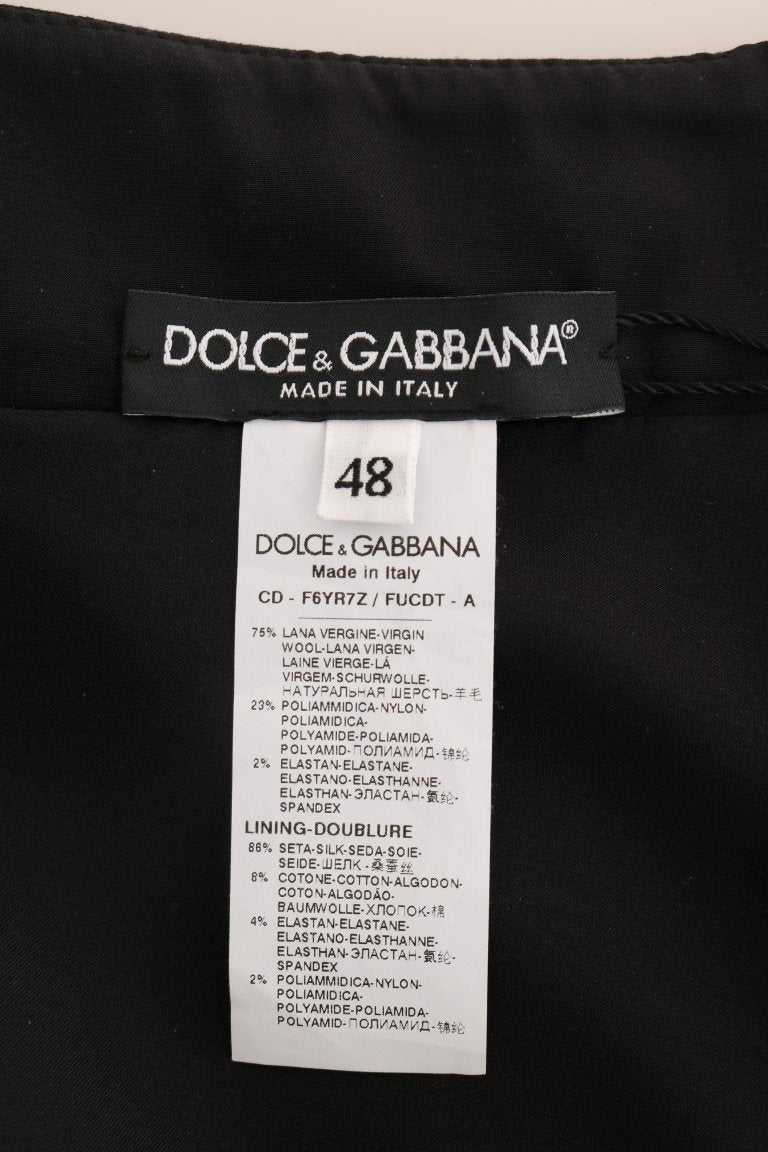 DOLCE & GABBANA®
MADE IN ITALY
48
DOLCE & GABBANA
Made in Italy
CD - F6YR7Z / FUCDT - A
75% LANA VERGINE-VIRGIN
WOOL-LANA VIRGEN-
LAINE VIERGE-LÁ
VIRGEM-SCHURWOLLE-
НАТУРАЛЬНАЯ ШЕРСТЬ-羊毛
23% POLIAMMIDICA-NYLON-
POLIAMIDICA-
POLYAMIDE-POLIAMIDA-
POLYAMID-ПОЛИАМИД-锦纶
2% ELASTAN-ELASTANE-
ELASTANO-ELASTHANNE-
ELASTHAN-ЭЛАСТАН-氨纶-
SPANDEX
LINING-DOUBLURE
86% SETA-SILK-SEDA-SOIE-
SEIDE-ШЕЛК-桑蚕丝
8% COTONE-COTTON-ALGODON-
COTON-ALGODÃO-
BAUMWOLLE-ХЛОПОК-棉
4% ELASTAN-ELASTANE-
ELASTANO-ELASTHANNE-
ELASTHAN-ЭЛАСТАН-氨纶-
SPANDEX
2% POLIAMMIDICA-NYLON-
POLIAMIDICA-
POLYAMIDE-POLIAMIDA-
POLYAMID-ПОЛИАМИД-锦纶